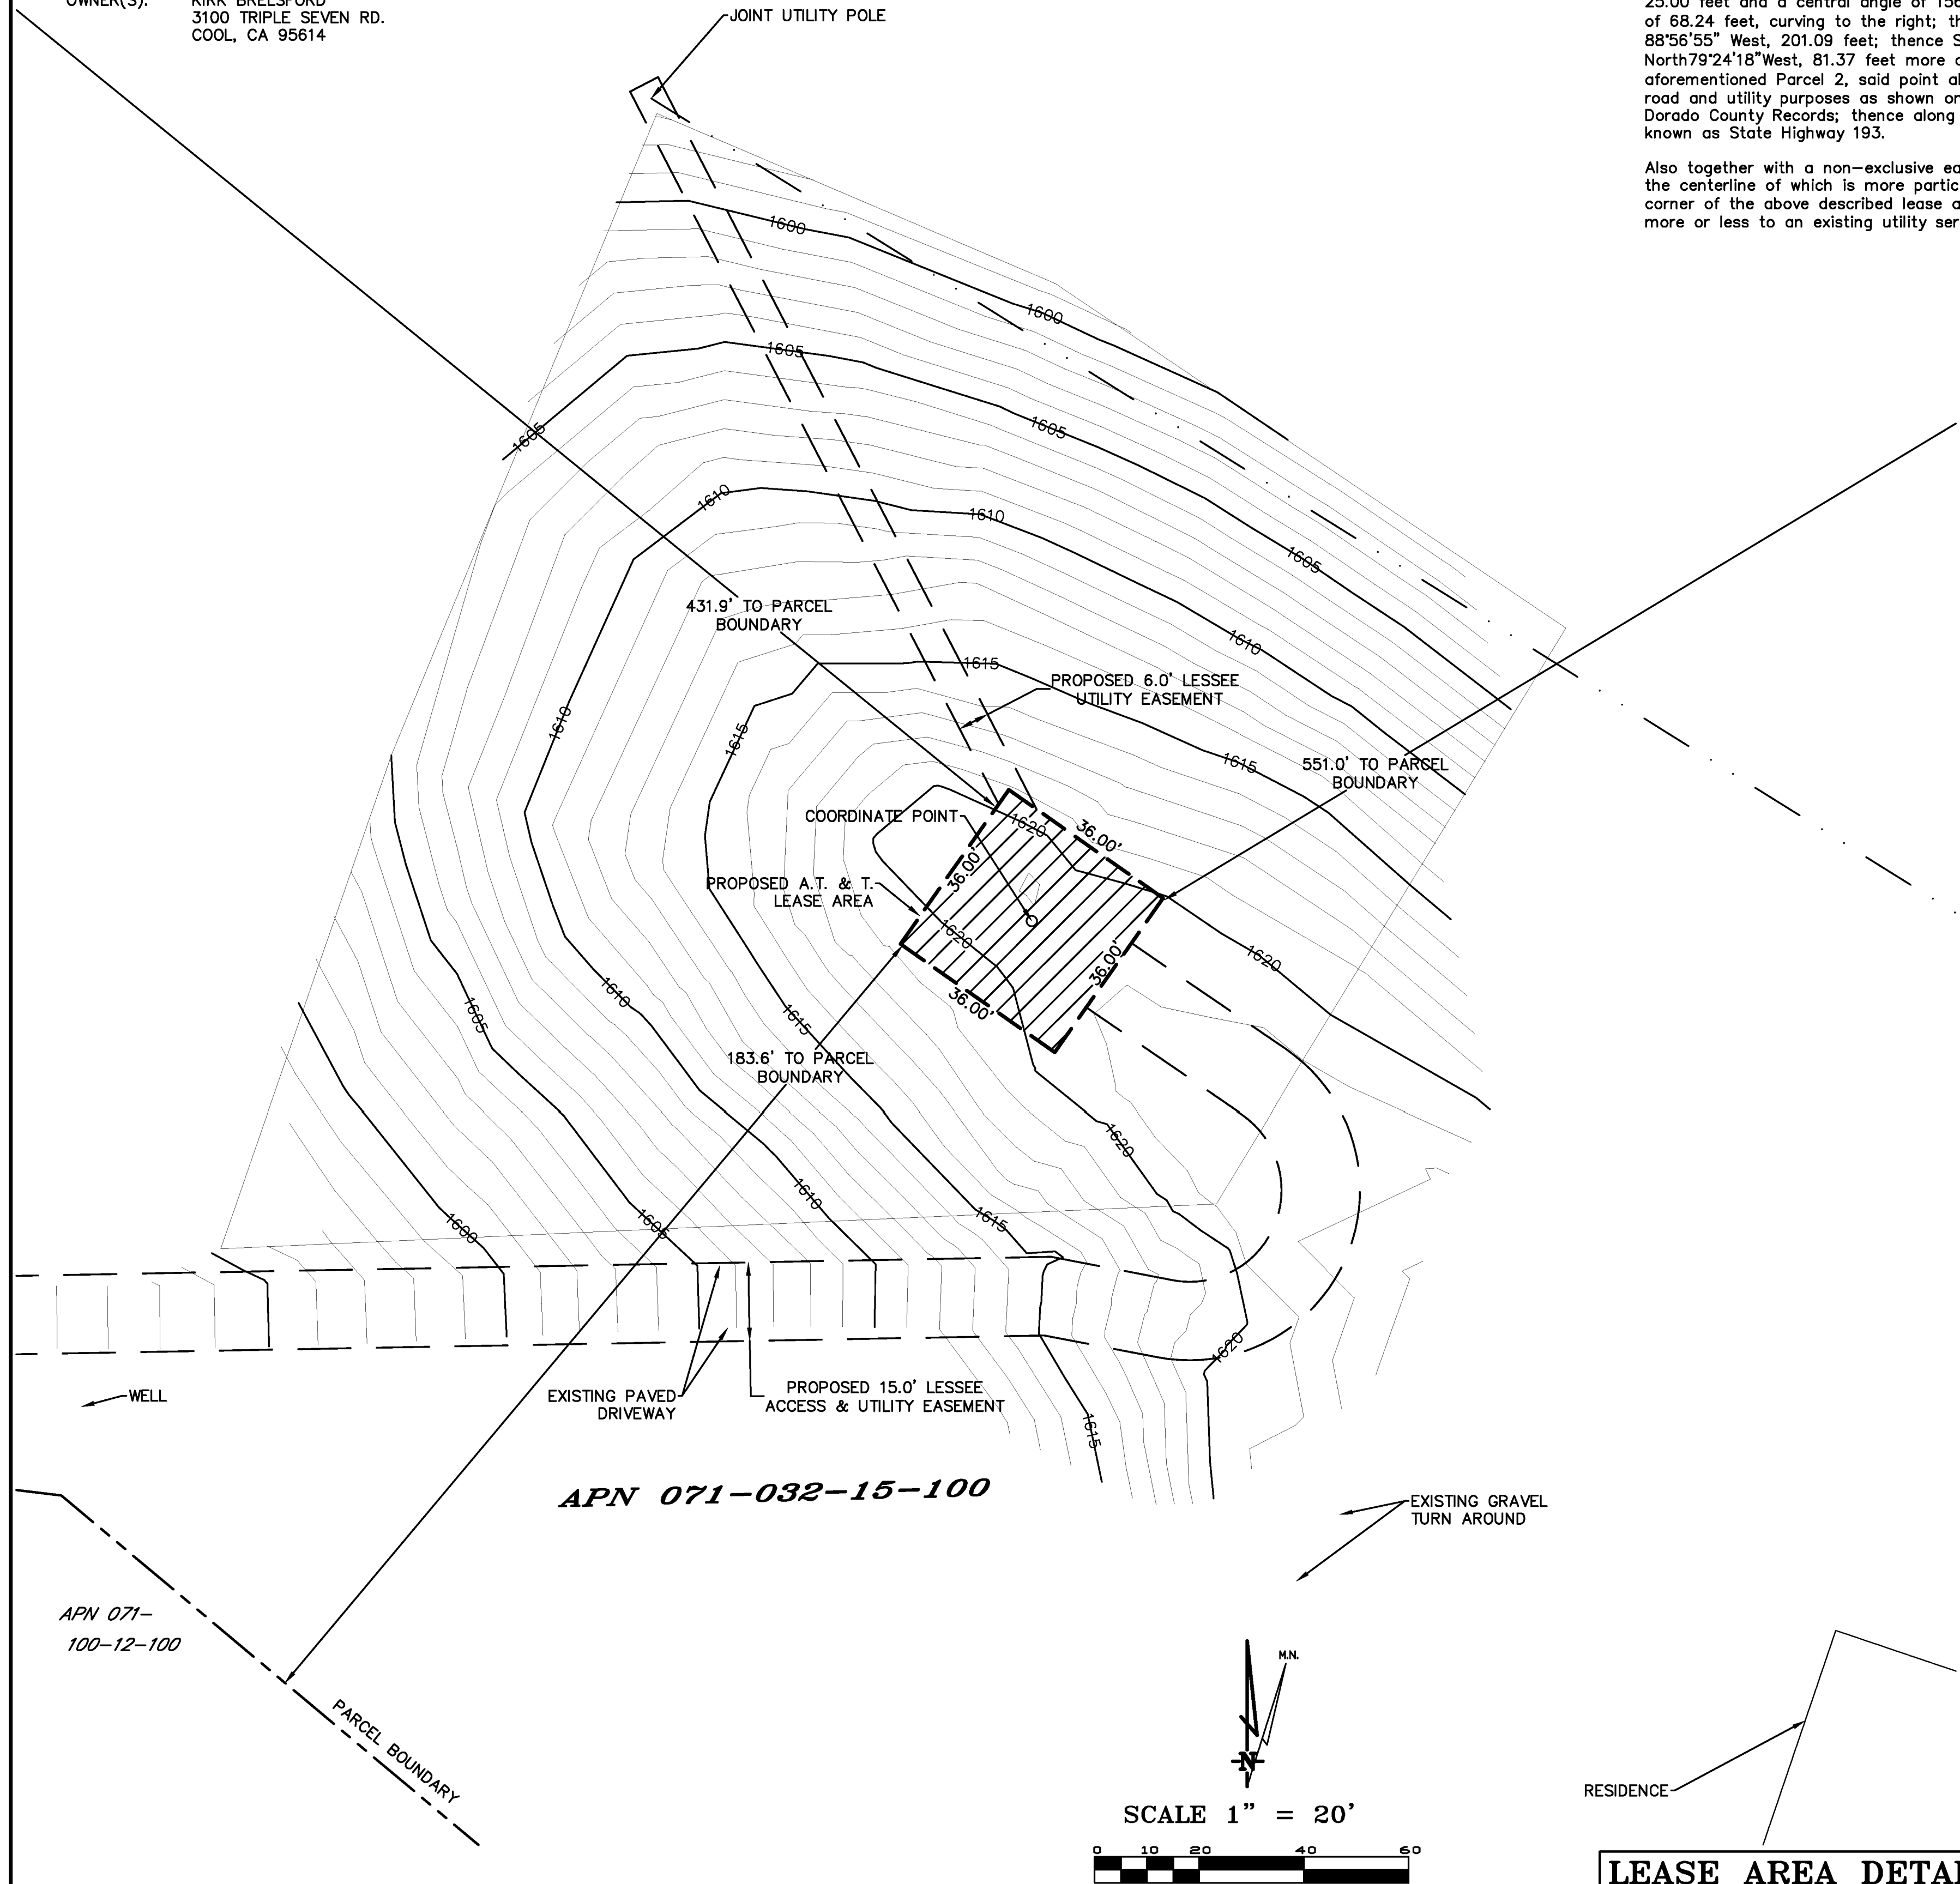 OWNER(S):
KIRK BRELSFORD
3100 TRIPLE SEVEN RD.
COOL, CA 95614
JOINT UTILITY POLE
25.00 feet and a central angle of
of 68.24 feet, curving to the right;
88°56'55" West, 201.09 feet; thence
North79°24'18"West, 81.37 feet more
aforementioned Parcel 2, said point
road and utility purposes as shown
Dorado County Records; thence along
known as State Highway 193.
Also together with a non-exclusive
the centerline of which is more
corner of the above described lease
more or less to an existing utility
1600
1600
1605
1605
1605
1605
1610
1610
1610
1610
1610
1610
1615
1615
1615
1615
1615
1615
1620
1620
1620
1620
1620
1605
1605
1600
431.9' TO PARCEL
BOUNDARY
PROPOSED 6.0' LESSEE
UTILITY EASEMENT
551.0' TO PARCEL
BOUNDARY
COORDINATE POINT
36.00'
36.00'
36.00'
36.00'
PROPOSED A.T. & T.
LEASE AREA
183.6' TO PARCEL
BOUNDARY
WELL
EXISTING PAVED
DRIVEWAY
PROPOSED 15.0' LESSEE
ACCESS & UTILITY EASEMENT
APN 071-032-15-100
EXISTING GRAVEL
TURN AROUND
APN 071-
100-12-100
PARCEL BOUNDARY
M.N.
N
RESIDENCE
SCALE 1" = 20'
0 10 20 40 60
LEASE AREA